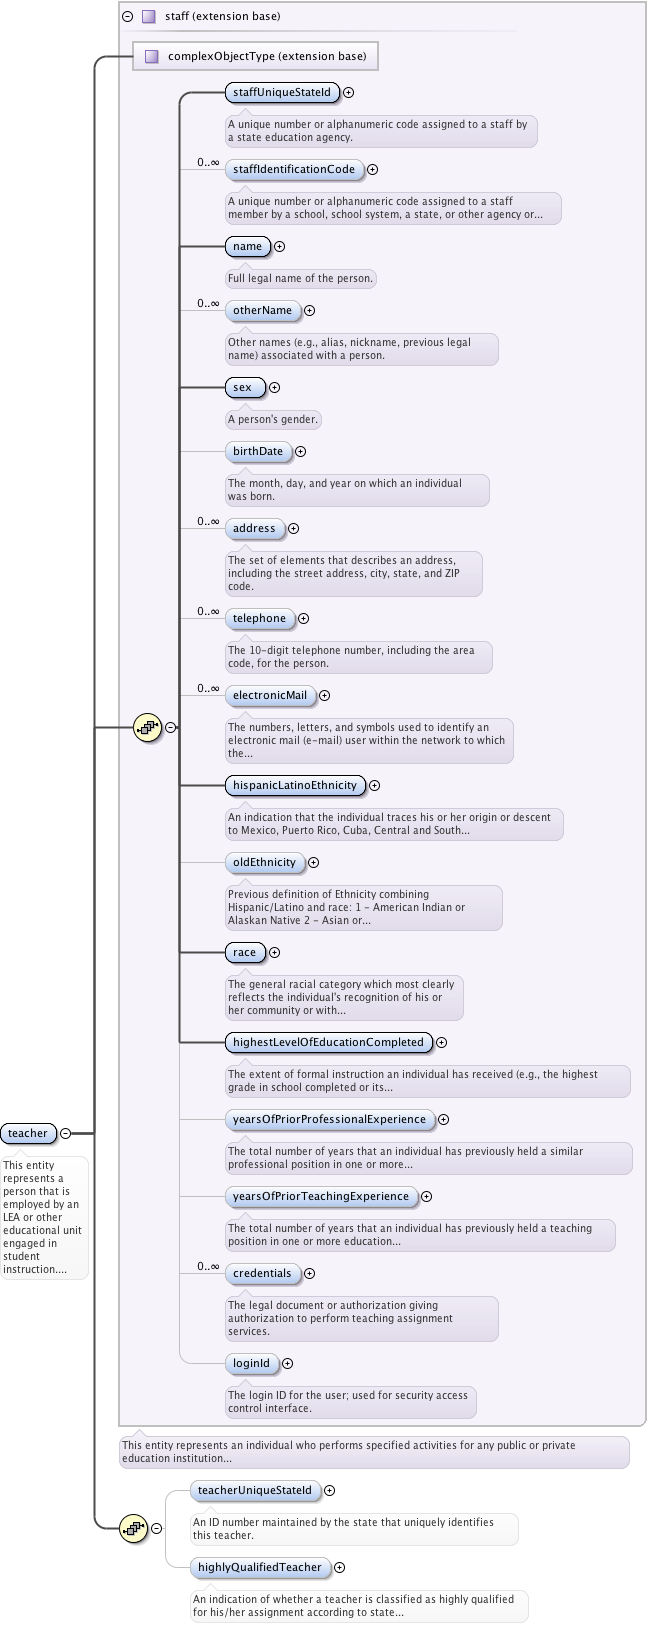 staff (extension base)
complexObjectType (extension base)
staffUniqueStateId
A unique number or alphanumeric code assigned to a staff by
a state education agency.
0..∞
staffIdentificationCode
A unique number or alphanumeric code assigned to a staff
member by a school, school system, a state, or other agency or...
name
Full legal name of the person.
0..∞
otherName
Other names (e.g., alias, nickname, previous legal
name) associated with a person.
sex
A person's gender.
birthDate
The month, day, and year on which an individual
was born.
0..∞
address
The set of elements that describes an address,
including the street address, city, state, and ZIP
code.
0..∞
telephone
The 10-digit telephone number, including the area
code, for the person.
0..∞
electronicMail
The numbers, letters, and symbols used to identify an
electronic mail (e-mail) user within the network to which
the...
hispanicLatinoEthnicity
An indication that the individual traces his or her origin or descent
to Mexico, Puerto Rico, Cuba, Central and South...
oldEthnicity
Previous definition of Ethnicity combining
Hispanic/Latino and race: 1 - American Indian or
Alaskan Native 2 - Asian or...
race
The general racial category which most clearly
reflects the individual's recognition of his or
her community or with...
highestLevelOfEducationCompleted
The extent of formal instruction an individual has received (e.g., the highest
grade in school completed or its...
yearsOfPriorProfessionalExperience
The total number of years that an individual has previously held a similar
professional position in one or more...
yearsOfPriorTeachingExperience
The total number of years that an individual has previously held a teaching
position in one or more education...
0..∞
credentials
The legal document or authorization giving
authorization to perform teaching assignment
services.
loginId
The login ID for the user; used for security access
control interface.
This entity represents an individual who performs specified activities for any public or private
education institution...
teacher
This entity
represents a
person that is
employed by an
LEA or other
educational unit
engaged in
student
instruction....
teacherUniqueStateId
An ID number maintained by the state that uniquely identifies
this teacher.
highlyQualifiedTeacher
An indication of whether a teacher is classified as highly qualified
for his/her assignment according to state...